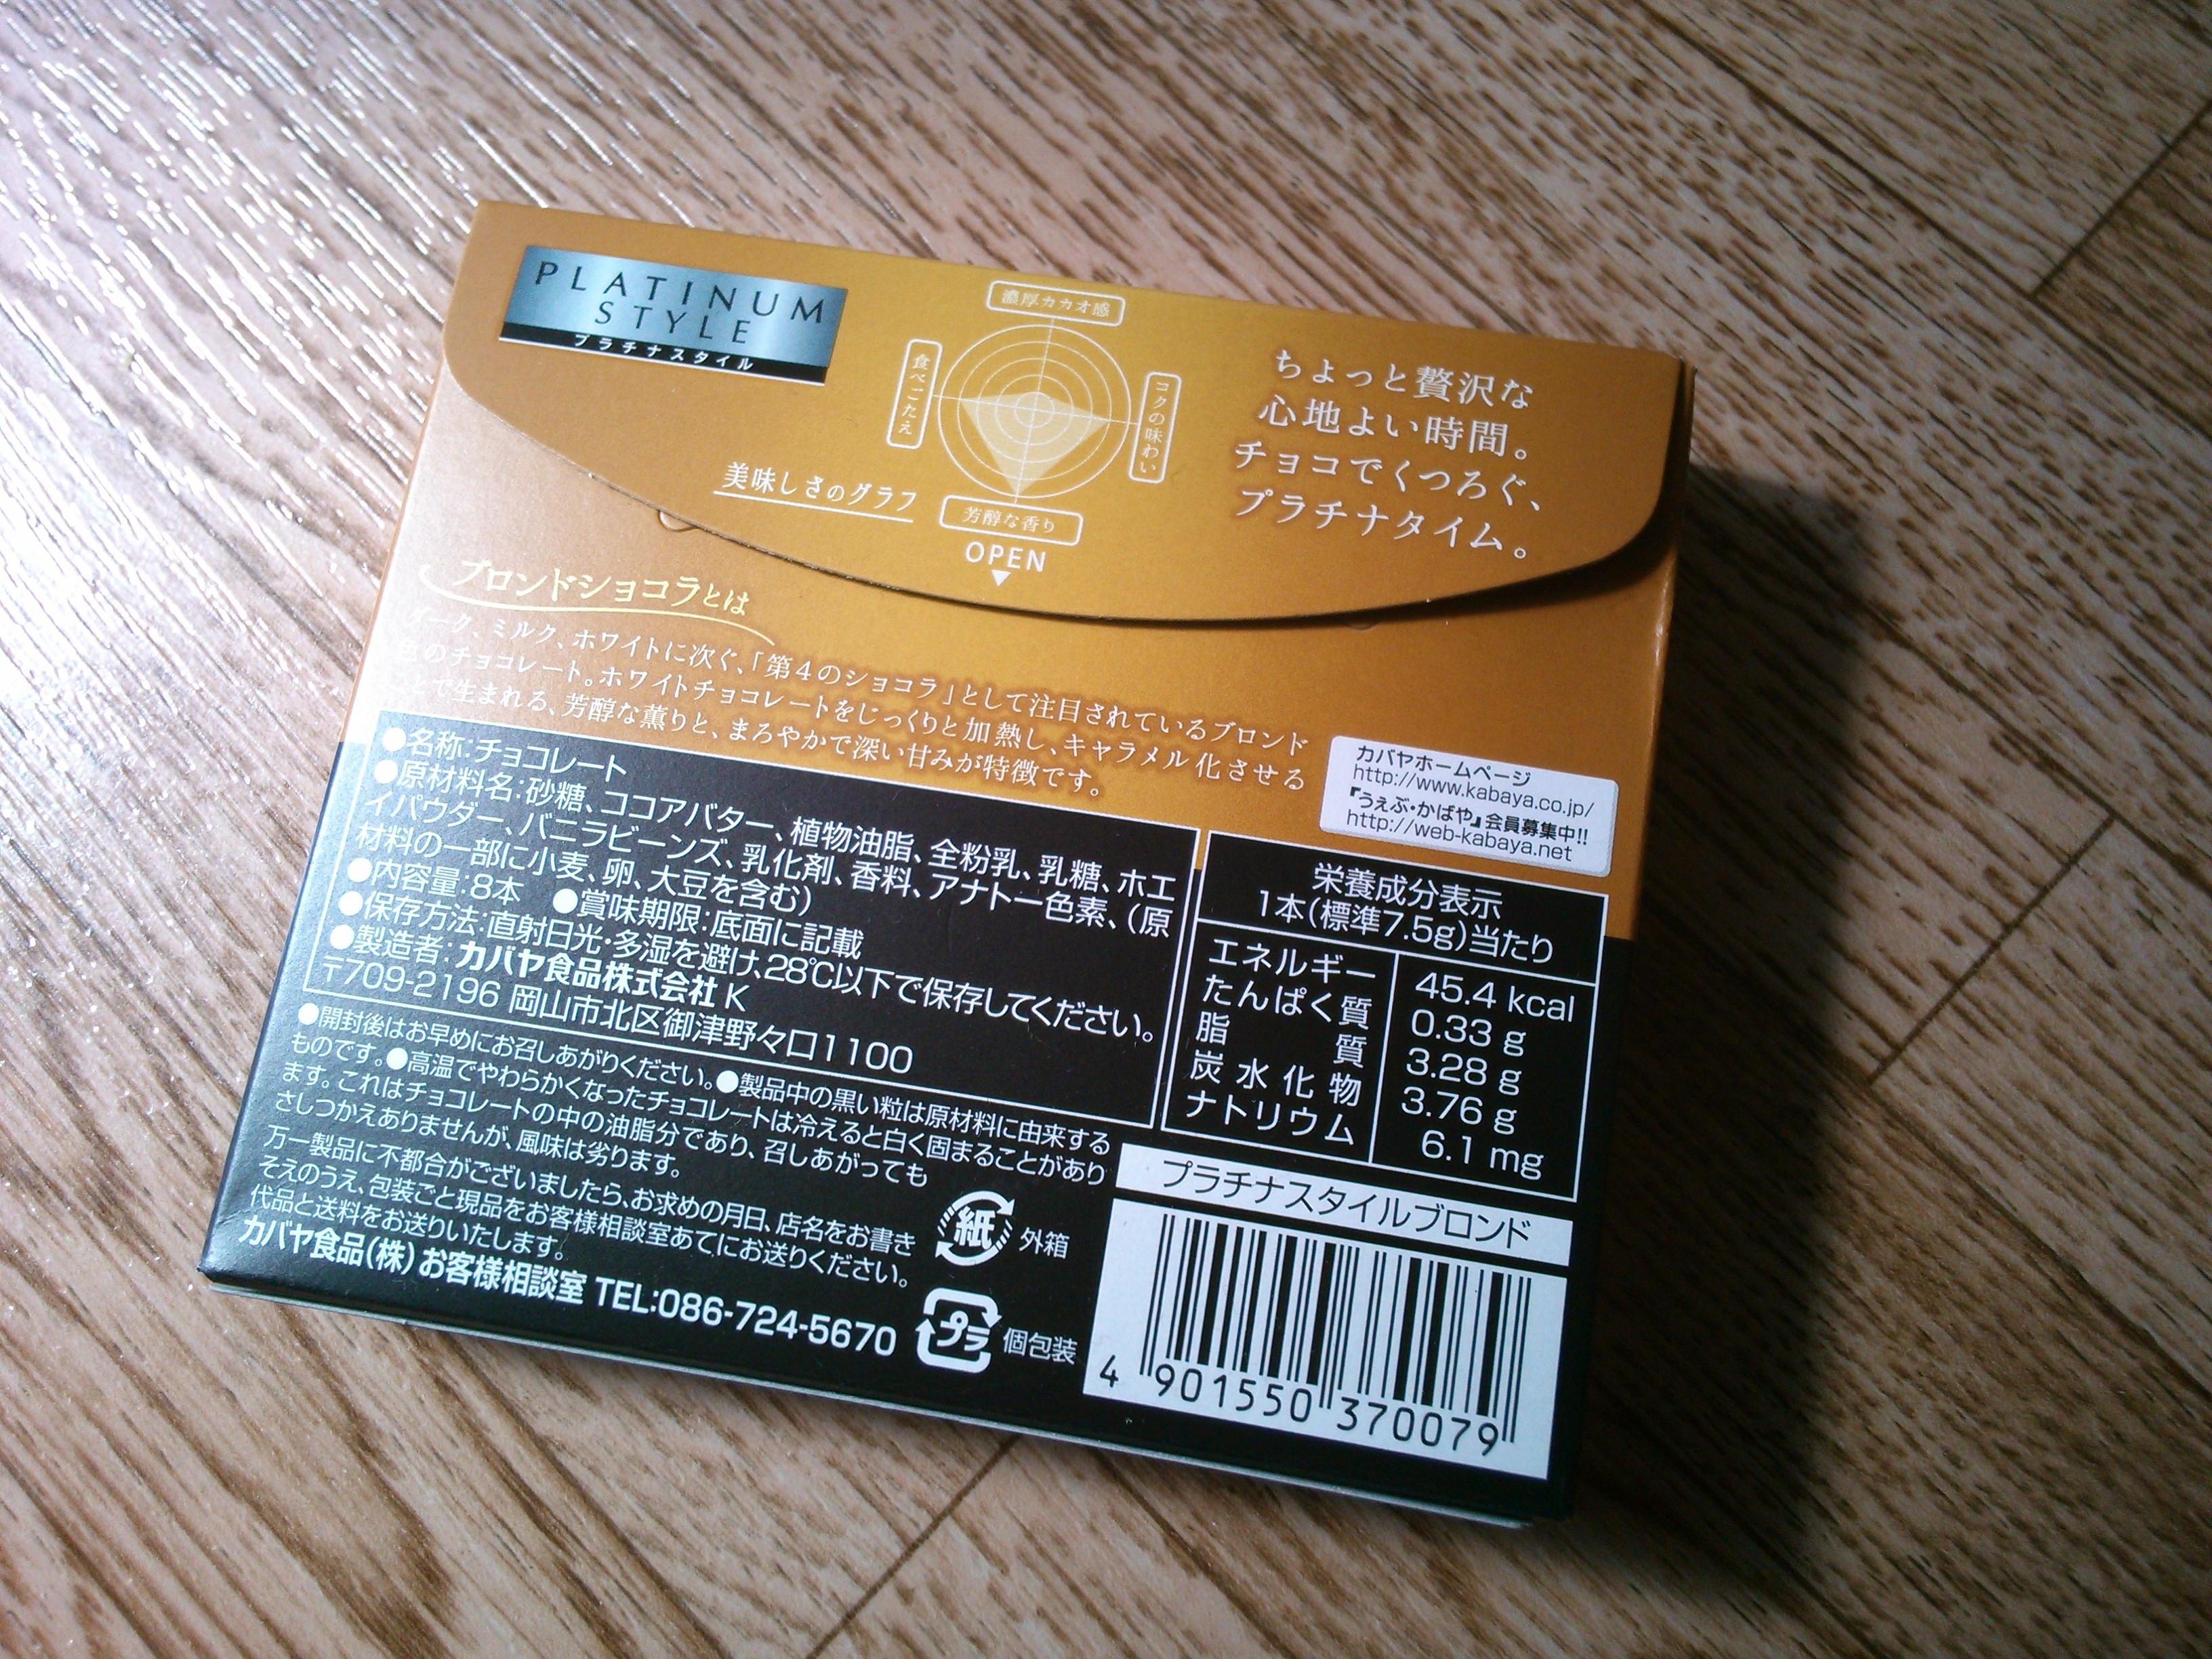 PLATINUM
STYLE
プラチナスタイル
濃厚カカオ感
食べごたえ
コクの味わい
芳醇な香り
美味しさのグラフ
OPEN
ちょっと贅沢な
心地よい時間。
チョコでくつろぐ、
プラチナタイム。
ブロンドショコラとは
ダーク、ミルク、ホワイトに次ぐ、「第4のショコラ」として注目されているブロンド
色のチョコレート。ホワイトチョコレートをじっくりと加熱し、キャラメル化させる
ことで生まれる、芳醇な薫りと、まろやかで深い甘みが特徴です。
カバヤホームページ
http://www.kabaya.co.jp/
『うぇぶ・かばや』会員募集中!!
http://web-kabaya.net
●名称:チョコレート
●原材料名:砂糖、ココアバター、植物油脂、全粉乳、乳糖、ホエ
イパウダー、バニラビーンズ、乳化剤、香料、アナトー色素、(原
材料の一部に小麦、卵、大豆を含む)
●内容量:8本 ●賞味期限:底面に記載
●保存方法:直射日光・多湿を避け、28℃以下で保存してください。
●製造者:カバヤ食品株式会社 K
〒709-2196 岡山市北区御津野々口1100
栄養成分表示
1本(標準7.5g)当たり
エネルギー 45.4 kcal
たんぱく質 0.33 g
脂質 3.28 g
炭水化物 3.76 g
ナトリウム 6.1 mg
●開封後はお早めにお召しあがりください。●製品中の黒い粒は原材料に由来する
ものです。●高温でやわらかくなったチョコレートは冷えると白く固まることがあり
ます。これはチョコレートの中の油脂分であり、召しあがっても
さしつかえありませんが、風味は劣ります。
万一製品に不都合がございましたら、お求めの月日、店名をお書き
そえのうえ、包装ごと現品をお客様相談室あてにお送りください。
代品と送料をお送りいたします。
カバヤ食品(株)お客様相談室 TEL:086-724-5670
紙 外箱
プラ 個包装
プラチナスタイルブロンド
4 901550 370079